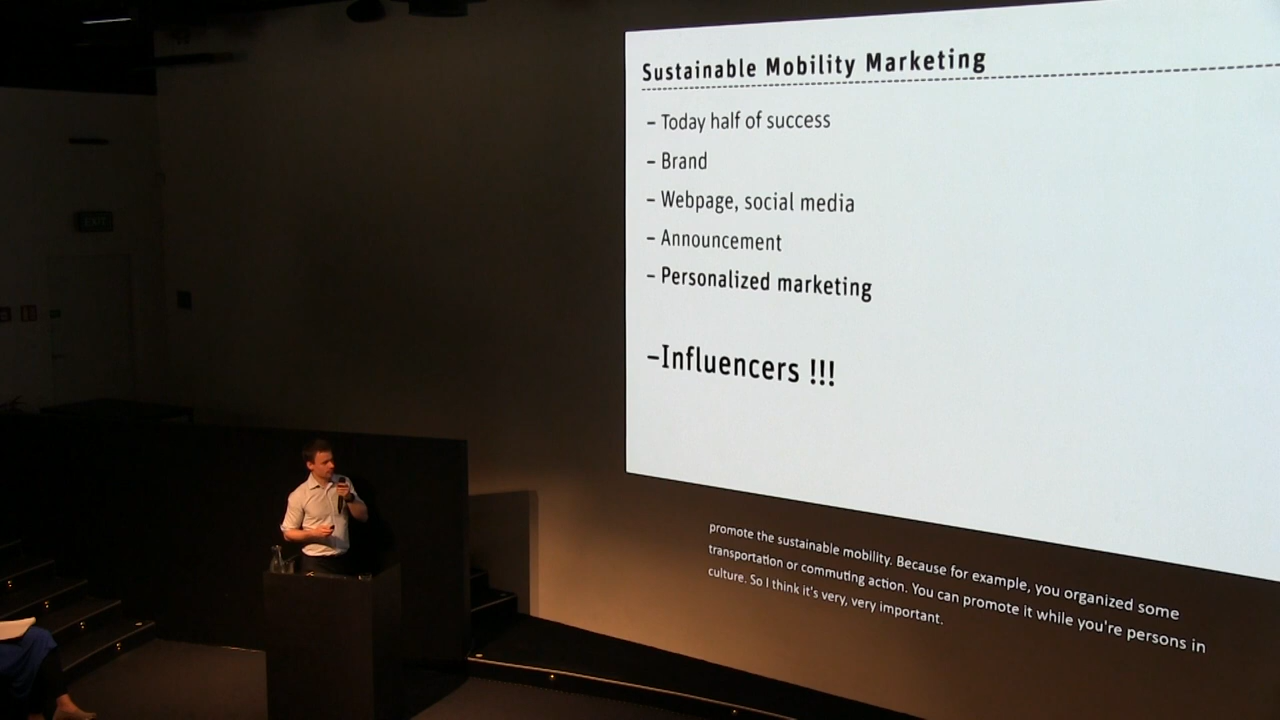 Sustainable Mobility Marketing
– Today half of success
– Brand
– Webpage, social media
– Announcement
– Personalized marketing
–Influencers !!!
promote the sustainable mobility. Because for example, you organized some
transportation or commuting action. You can promote it while you're persons in
culture. So I think it's very, very important.
EXIT